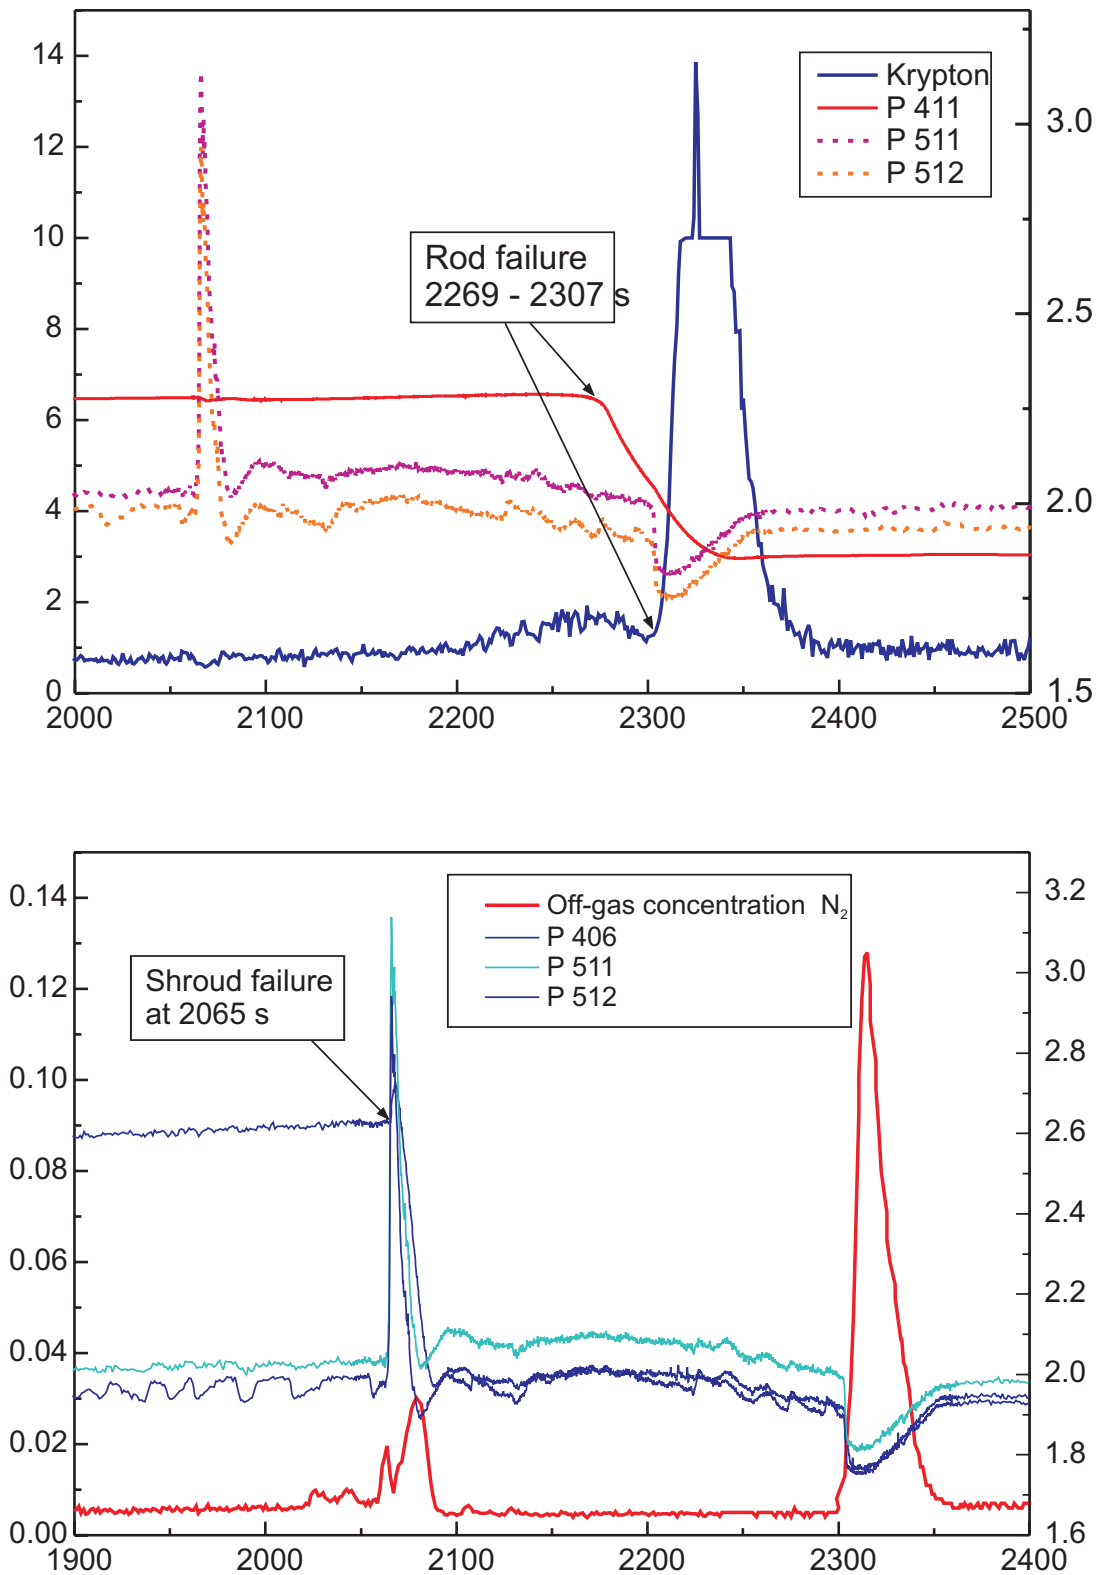 14
12
10
8
6
4
2
0
3.0
2.5
2.0
1.5
Krypton
P 411
P 511
P 512
Rod failure
2269 - 2307 s
2000 2100 2200 2300 2400 2500
0.14
0.12
0.10
0.08
0.06
0.04
0.02
0.00
3.2
3.0
2.8
2.6
2.4
2.2
2.0
1.8
1.6
Off-gas concentration N₂
P 406
P 511
P 512
Shroud failure
at 2065 s
1900 2000 2100 2200 2300 2400